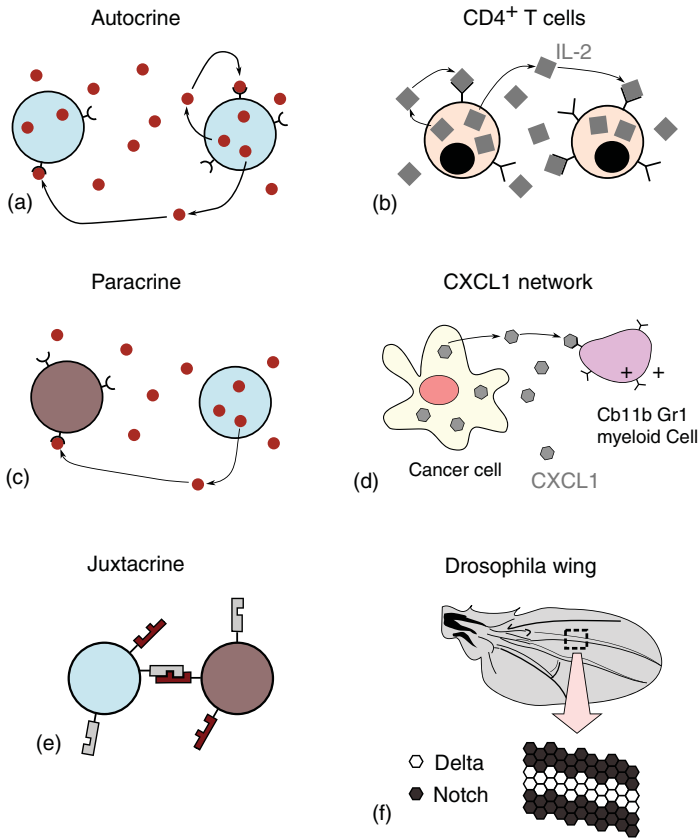 Autocrine
(a)
CD4+ T cells
IL-2
(b)
Paracrine
(c)
CXCL1 network
+ +
Cb11b Gr1
myeloid Cell
Cancer cell
CXCL1
(d)
Juxtacrine
(e)
Drosophila wing
Delta
Notch
(f)